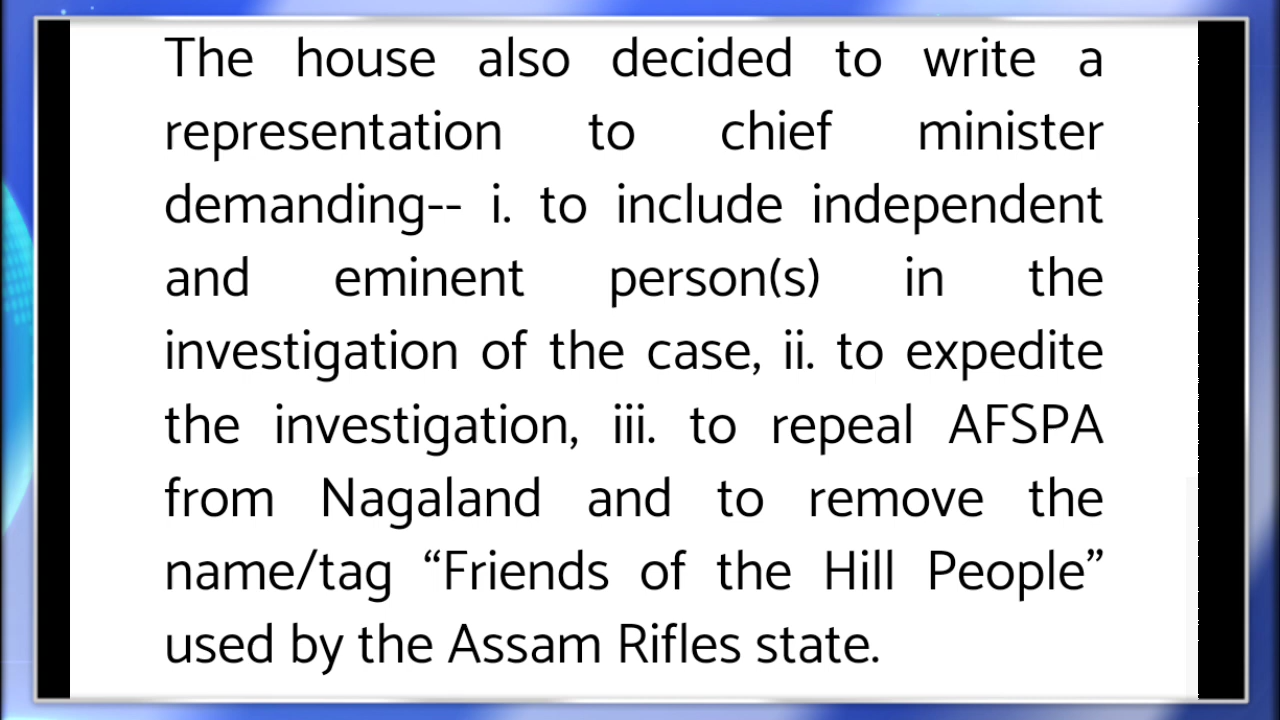 The house also decided to write a
representation to chief minister
demanding-- i. to include independent
and eminent person(s) in the
investigation of the case, ii. to expedite
the investigation, iii. to repeal AFSPA
from Nagaland and to remove the
name/tag “Friends of the Hill People”
used by the Assam Rifles state.